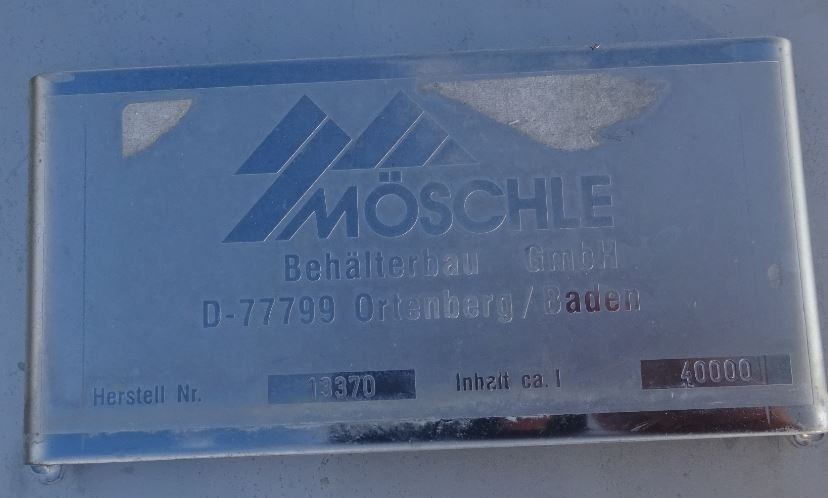 MÖSCHLE
Behälterbau GmbH
D-77799 Ortenberg/Baden
Herstell Nr. 13370 Inhalt ca. l 40000